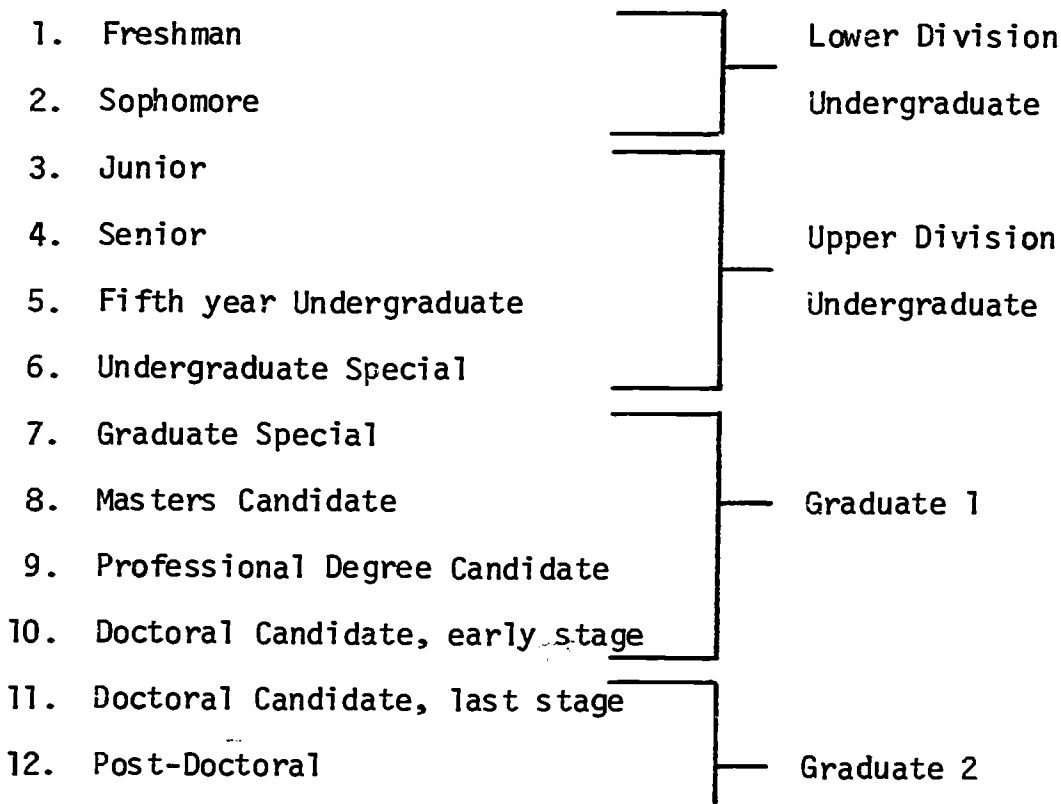 1. Freshman
2. Sophomore
Lower Division
Undergraduate
3. Junior
4. Senior
5. Fifth year Undergraduate
6. Undergraduate Special
Upper Division
Undergraduate
7. Graduate Special
8. Masters Candidate
9. Professional Degree Candidate
10. Doctoral Candidate, early stage
Graduate 1
11. Doctoral Candidate, last stage
12. Post-Doctoral
Graduate 2